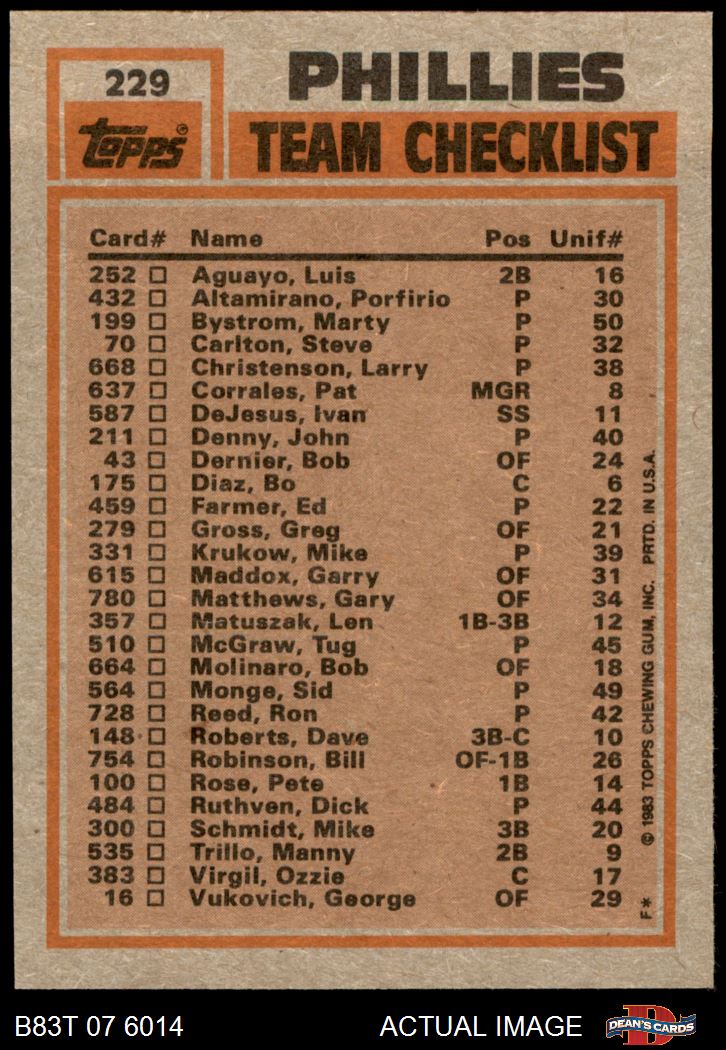 229
PHILLIES
Topps®
TEAM CHECKLIST
Card# Name Pos Unif#
252 □ Aguayo, Luis 2B 16
432 □ Altamirano, Porfirio P 30
199 □ Bystrom, Marty P 50
70 □ Carlton, Steve P 32
668 □ Christenson, Larry P 38
637 □ Corrales, Pat MGR 8
587 □ DeJesus, Ivan SS 11
211 □ Denny, John P 40
43 □ Dernier, Bob OF 24
175 □ Diaz, Bo C 6
459 □ Farmer, Ed P 22
279 □ Gross, Greg OF 21
331 □ Krukow, Mike P 39
615 □ Maddox, Garry OF 31
780 □ Matthews, Gary OF 34
357 □ Matuszak, Len 1B-3B 12
510 □ McGraw, Tug P 45
664 □ Molinaro, Bob OF 18
564 □ Monge, Sid P 49
728 □ Reed, Ron P 42
148 □ Roberts, Dave 3B-C 10
754 □ Robinson, Bill OF-1B 26
100 □ Rose, Pete 1B 14
484 □ Ruthven, Dick P 44
300 □ Schmidt, Mike 3B 20
535 □ Trillo, Manny 2B 9
383 □ Virgil, Ozzie C 17
16 □ Vukovich, George OF 29
F* © 1983 TOPPS CHEWING GUM, INC. PRTD. IN U.S.A.
B83T 07 6014 ACTUAL IMAGE
D
DEAN'S CARDS